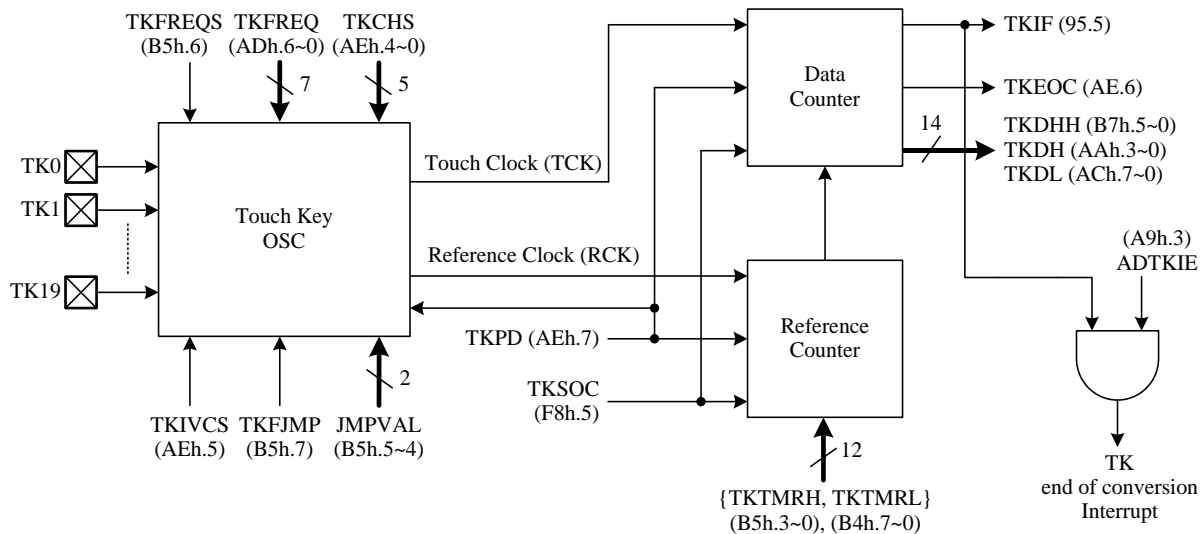 TKFREQS
(B5h.6)
TKFREQ
(ADh.6~0)
TKCHS
(AEh.4~0)
7
5
TK0
TK1
TK19
Touch Key
OSC
Touch Clock (TCK)
Reference Clock (RCK)
TKPD (AEh.7)
TKSOC
(F8h.5)
TKIVCS
(AEh.5)
TKFJMP
(B5h.7)
JMPVAL
(B5h.5~4)
2
Data
Counter
Reference
Counter
12
{TKTMRH, TKTMRL}
(B5h.3~0), (B4h.7~0)
TKIF (95.5)
TKEOC (AE.6)
14
TKDHH (B7h.5~0)
TKDH (AAh.3~0)
TKDL (ACh.7~0)
(A9h.3)
ADTKIE
TK
end of conversion
Interrupt